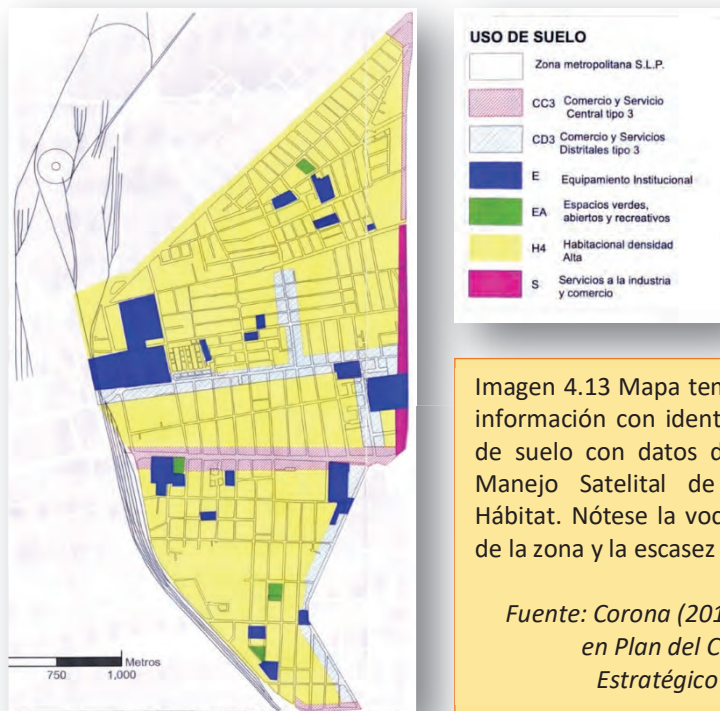 USO DE SUELO
Zona metropolitana S.L.P.
CC3 Comercio y Servicio
Central tipo 3
CD3 Comercio y Servicios
Distritales tipo 3
E Equipamiento Institucional
EA Espacios verdes,
abiertos y recreativos
H4 Habitacional densidad
Alta
S Servicios a la industria
y comercio
Metros
750 1,000
Imagen 4.13 Mapa ten
información con ident
de suelo con datos d
Manejo Satelital de
Hábitat. Nótese la voc
de la zona y la escasez
Fuente: Corona (201
en Plan del C
Estratégico